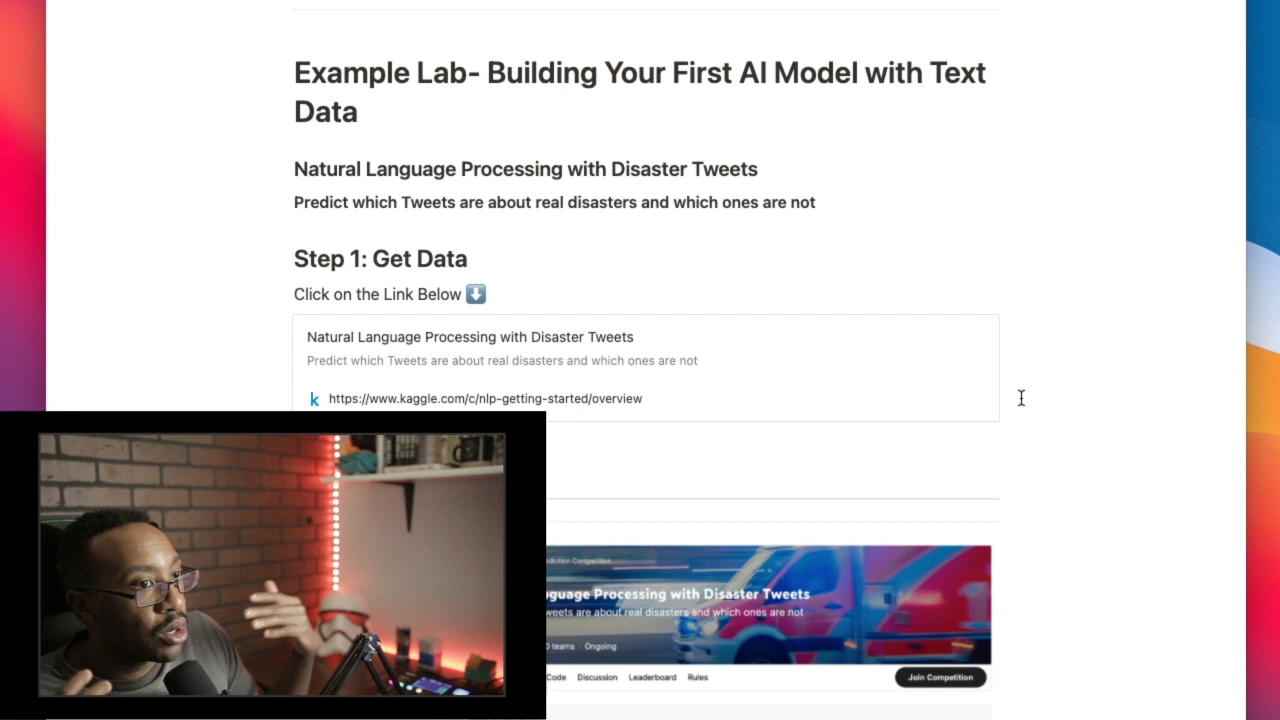 Example Lab- Building Your First AI Model with Text
Data
Natural Language Processing with Disaster Tweets
Predict which Tweets are about real disasters and which ones are not
Step 1: Get Data
Click on the Link Below
Natural Language Processing with Disaster Tweets
Predict which Tweets are about real disasters and which ones are not
k https://www.kaggle.com/c/nlp-getting-started/overview
Competition
Language Processing with Disaster Tweets
weets are about real disasters and which ones are not
0 teams · Ongoing
Code Discussion Leaderboard Rules Join Competition